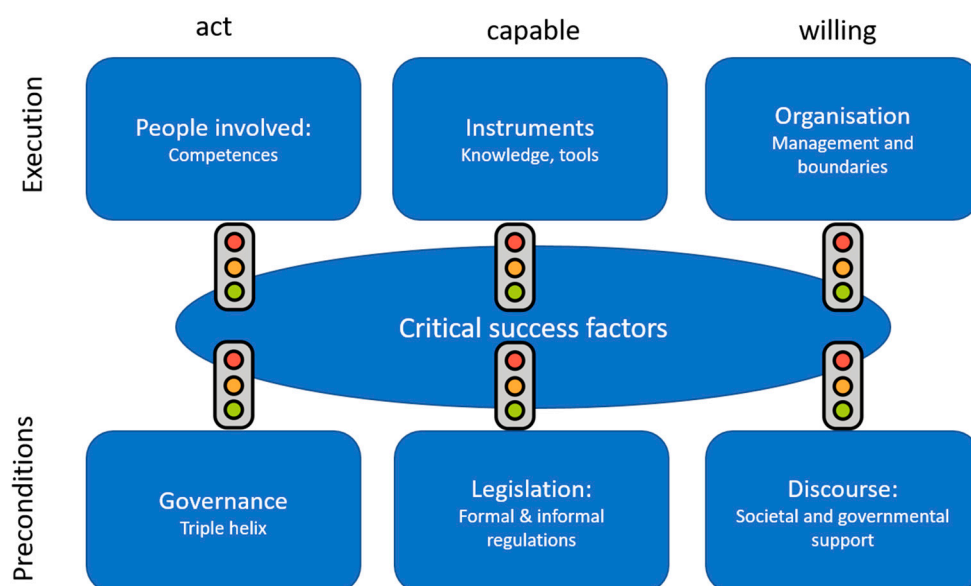 act
capable
willing
Execution
People involved:
Competences
Instruments
Knowledge, tools
Organisation
Management and
boundaries
Critical success factors
Preconditions
Governance
Triple helix
Legislation:
Formal & informal
regulations
Discourse:
Societal and governmental
support